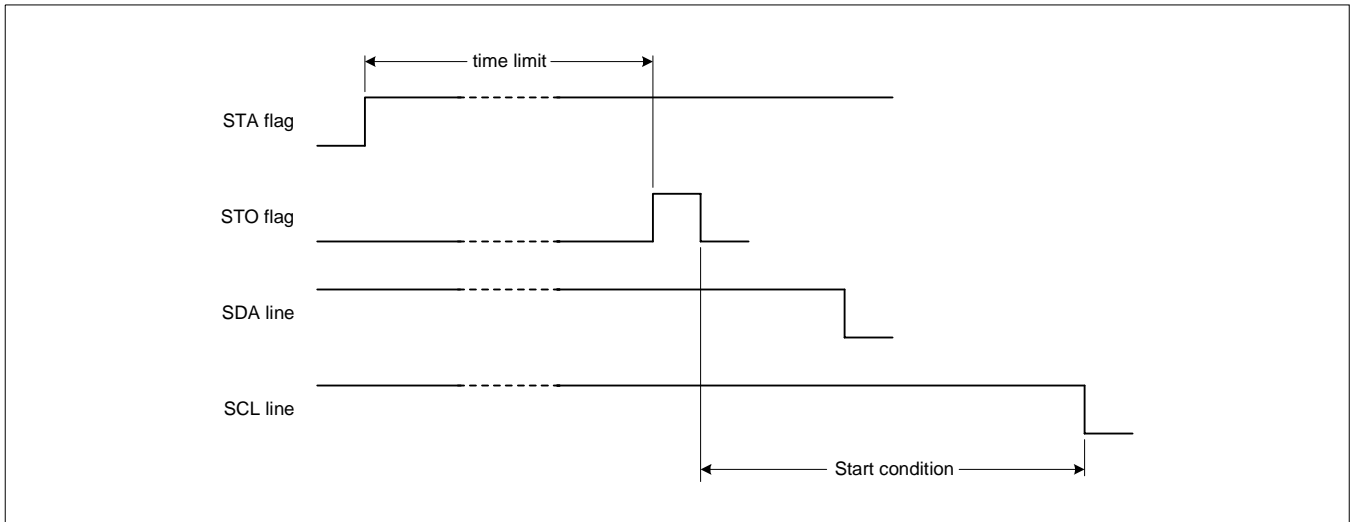 time limit
STA flag
STO flag
SDA line
SCL line
Start condition